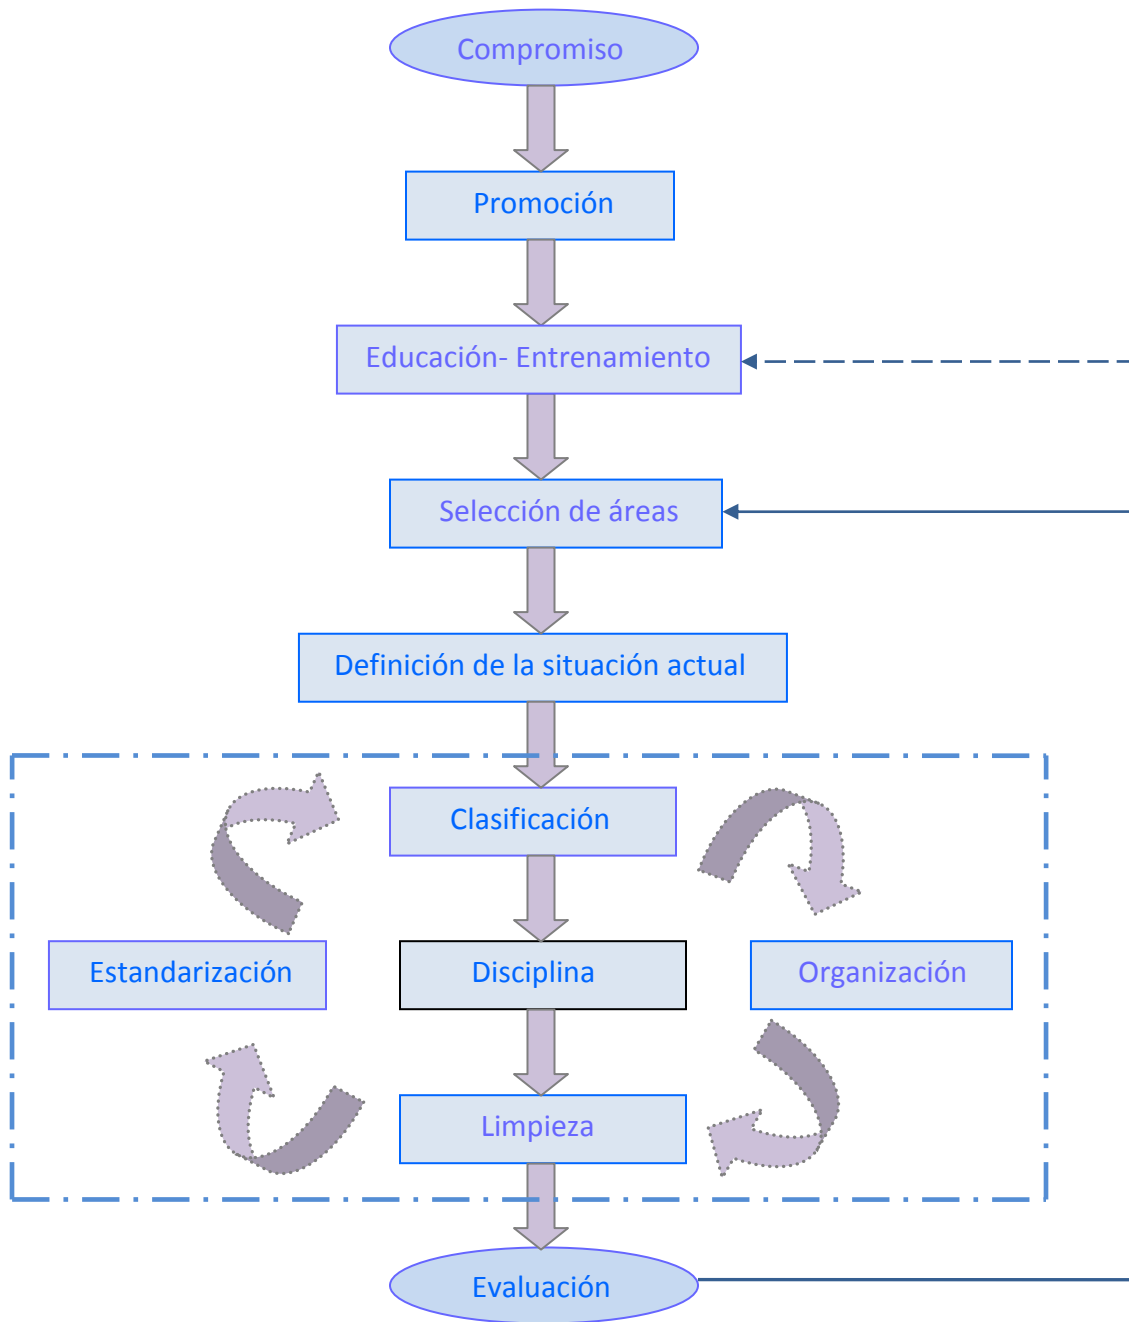 Compromiso
Promoción
Educación- Entrenamiento
Selección de áreas
Definición de la situación actual
Clasificación
Estandarización
Disciplina
Organización
Limpieza
Evaluación